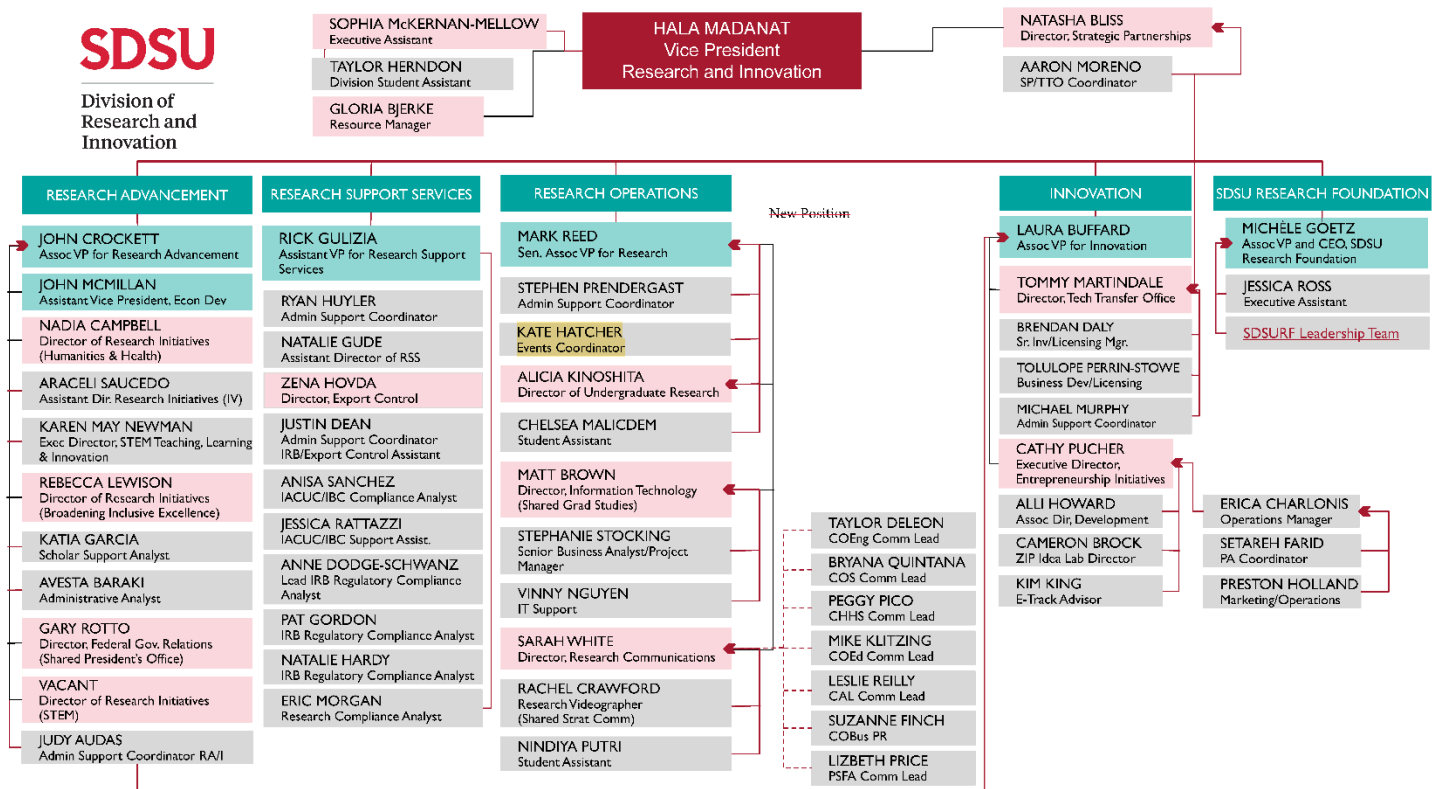 SDSU
Division of
Research and
Innovation
SOPHIA McKERNAN-MELLOW
Executive Assistant
TAYLOR HERNDON
Division Student Assistant
GLORIA BJERKE
Resource Manager
HALA MADANAT
Vice President
Research and Innovation
NATASHA BLISS
Director, Strategic Partnerships
AARON MORENO
SP/TTO Coordinator
RESEARCH ADVANCEMENT
JOHN CROCKETT
Assoc VP for Research Advancement
JOHN MCMILLAN
Assistant Vice President, Econ Dev
NADIA CAMPBELL
Director of Research Initiatives
(Humanities & Health)
ARACELI SAUCEDO
Assistant Dir. Research Initiatives (IV)
KAREN MAY NEWMAN
Exec Director, STEM Teaching, Learning
& Innovation
REBECCA LEWISON
Director of Research Initiatives
(Broadening Inclusive Excellence)
KATIA GARCIA
Scholar Support Analyst
AVESTA BARAKI
Administrative Analyst
GARY ROTTO
Director, Federal Gov. Relations
(Shared President's Office)
VACANT
Director of Research Initiatives
(STEM)
JUDY AUDAS
Admin Support Coordinator RA/I
RESEARCH SUPPORT SERVICES
RICK GULIZIA
Assistant VP for Research Support
Services
RYAN HUYLER
Admin Support Coordinator
NATALIE GUDE
Assistant Director of RSS
ZENA HOVDA
Director, Export Control
JUSTIN DEAN
Admin Support Coordinator
IRB/Export Control Assistant
ANISA SANCHEZ
IACUC/IBC Compliance Analyst
JESSICA RATTAZZI
IACUC/IBC Support Assist.
ANNE DODGE-SCHWANZ
Lead IRB Regulatory Compliance
Analyst
PAT GORDON
IRB Regulatory Compliance Analyst
NATALIE HARDY
IRB Regulatory Compliance Analyst
ERIC MORGAN
Research Compliance Analyst
RESEARCH OPERATIONS
MARK REED
Sen. Assoc VP for Research
STEPHEN PRENDERGAST
Admin Support Coordinator
KATE HATCHER
Events Coordinator
ALICIA KINOSHITA
Director of Undergraduate Research
CHELSEA MALICDEM
Student Assistant
MATT BROWN
Director, Information Technology
(Shared Grad Studies)
STEPHANIE STOCKING
Senior Business Analyst/Project
Manager
VINNY NGUYEN
IT Support
SARAH WHITE
Director, Research Communications
RACHEL CRAWFORD
Research Videographer
(Shared Strat Comm)
NINDIYA PUTRI
Student Assistant
New Position
TAYLOR DELEON
COEng Comm Lead
BRYANA QUINTANA
COS Comm Lead
PEGGY PICO
CHHS Comm Lead
MIKE KLITZING
COEd Comm Lead
LESLIE REILLY
CAL Comm Lead
SUZANNE FINCH
COBus PR
LIZBETH PRICE
PSFA Comm Lead
INNOVATION
LAURA BUFFARD
Assoc VP for Innovation
TOMMY MARTINDALE
Director, Tech Transfer Office
BRENDAN DALY
Sr. Inv/Licensing Mgr.
TOLULOPE PERRIN-STOWE
Business Dev/Licensing
MICHAEL MURPHY
Admin Support Coordinator
CATHY PUCHER
Executive Director,
Entrepreneurship Initiatives
ALLI HOWARD
Assoc Dir, Development
CAMERON BROCK
ZIP Idea Lab Director
KIM KING
E-Track Advisor
ERICA CHARLONIS
Operations Manager
SETAREH FARID
PA Coordinator
PRESTON HOLLAND
Marketing/Operations
SDSU RESEARCH FOUNDATION
MICHÈLE GOETZ
Assoc VP and CEO, SDSU
Research Foundation
JESSICA ROSS
Executive Assistant
SDSURF Leadership Team